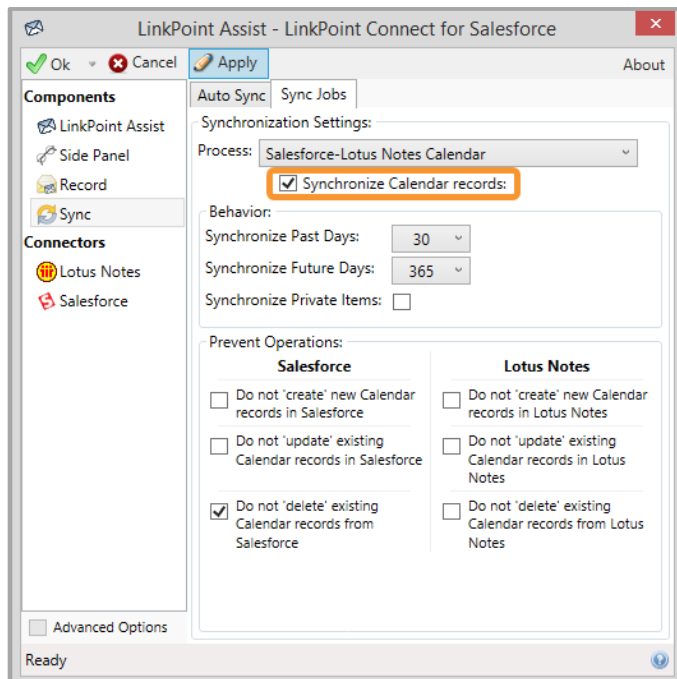 LinkPoint Assist - LinkPoint Connect for Salesforce
Ok Cancel Apply About
Components
LinkPoint Assist
Side Panel
Record
Sync
Connectors
Lotus Notes
Salesforce
Advanced Options
Auto Sync Sync Jobs
Synchronization Settings:
Process: Salesforce-Lotus Notes Calendar
Synchronize Calendar records:
Behavior:
Synchronize Past Days: 30
Synchronize Future Days: 365
Synchronize Private Items:
Prevent Operations:
Salesforce
Do not 'create' new Calendar
records in Salesforce
Do not 'update' existing
Calendar records in Salesforce
Do not 'delete' existing
Calendar records from
Salesforce
Lotus Notes
Do not 'create' new Calendar
records in Lotus Notes
Do not 'update' existing
Calendar records in Lotus
Notes
Do not 'delete' existing
Calendar records from Lotus
Notes
Ready